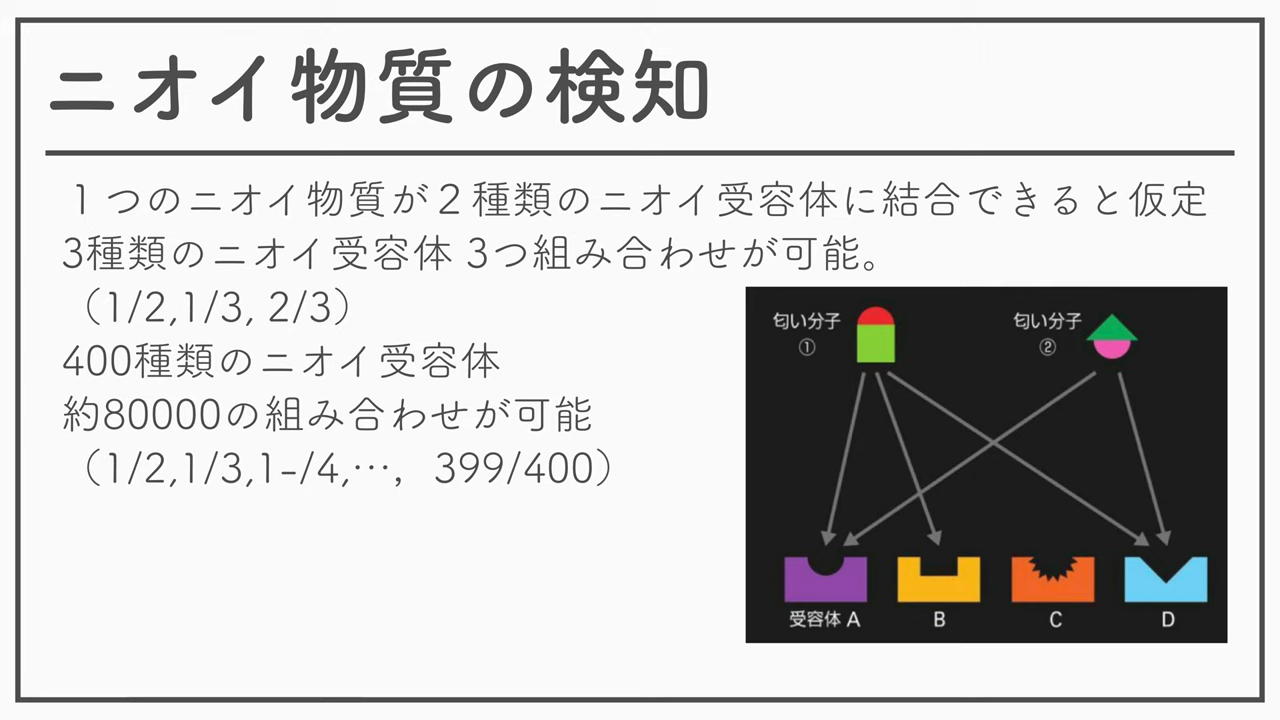 ニオイ物質の検知
１つのニオイ物質が２種類のニオイ受容体に結合できると仮定
3種類のニオイ受容体 3つ組み合わせが可能。
（1/2,1/3, 2/3）
400種類のニオイ受容体
約80000の組み合わせが可能
（1/2,1/3,1-/4,…，399/400）
匂い分子
①
匂い分子
②
受容体 A
B
C
D